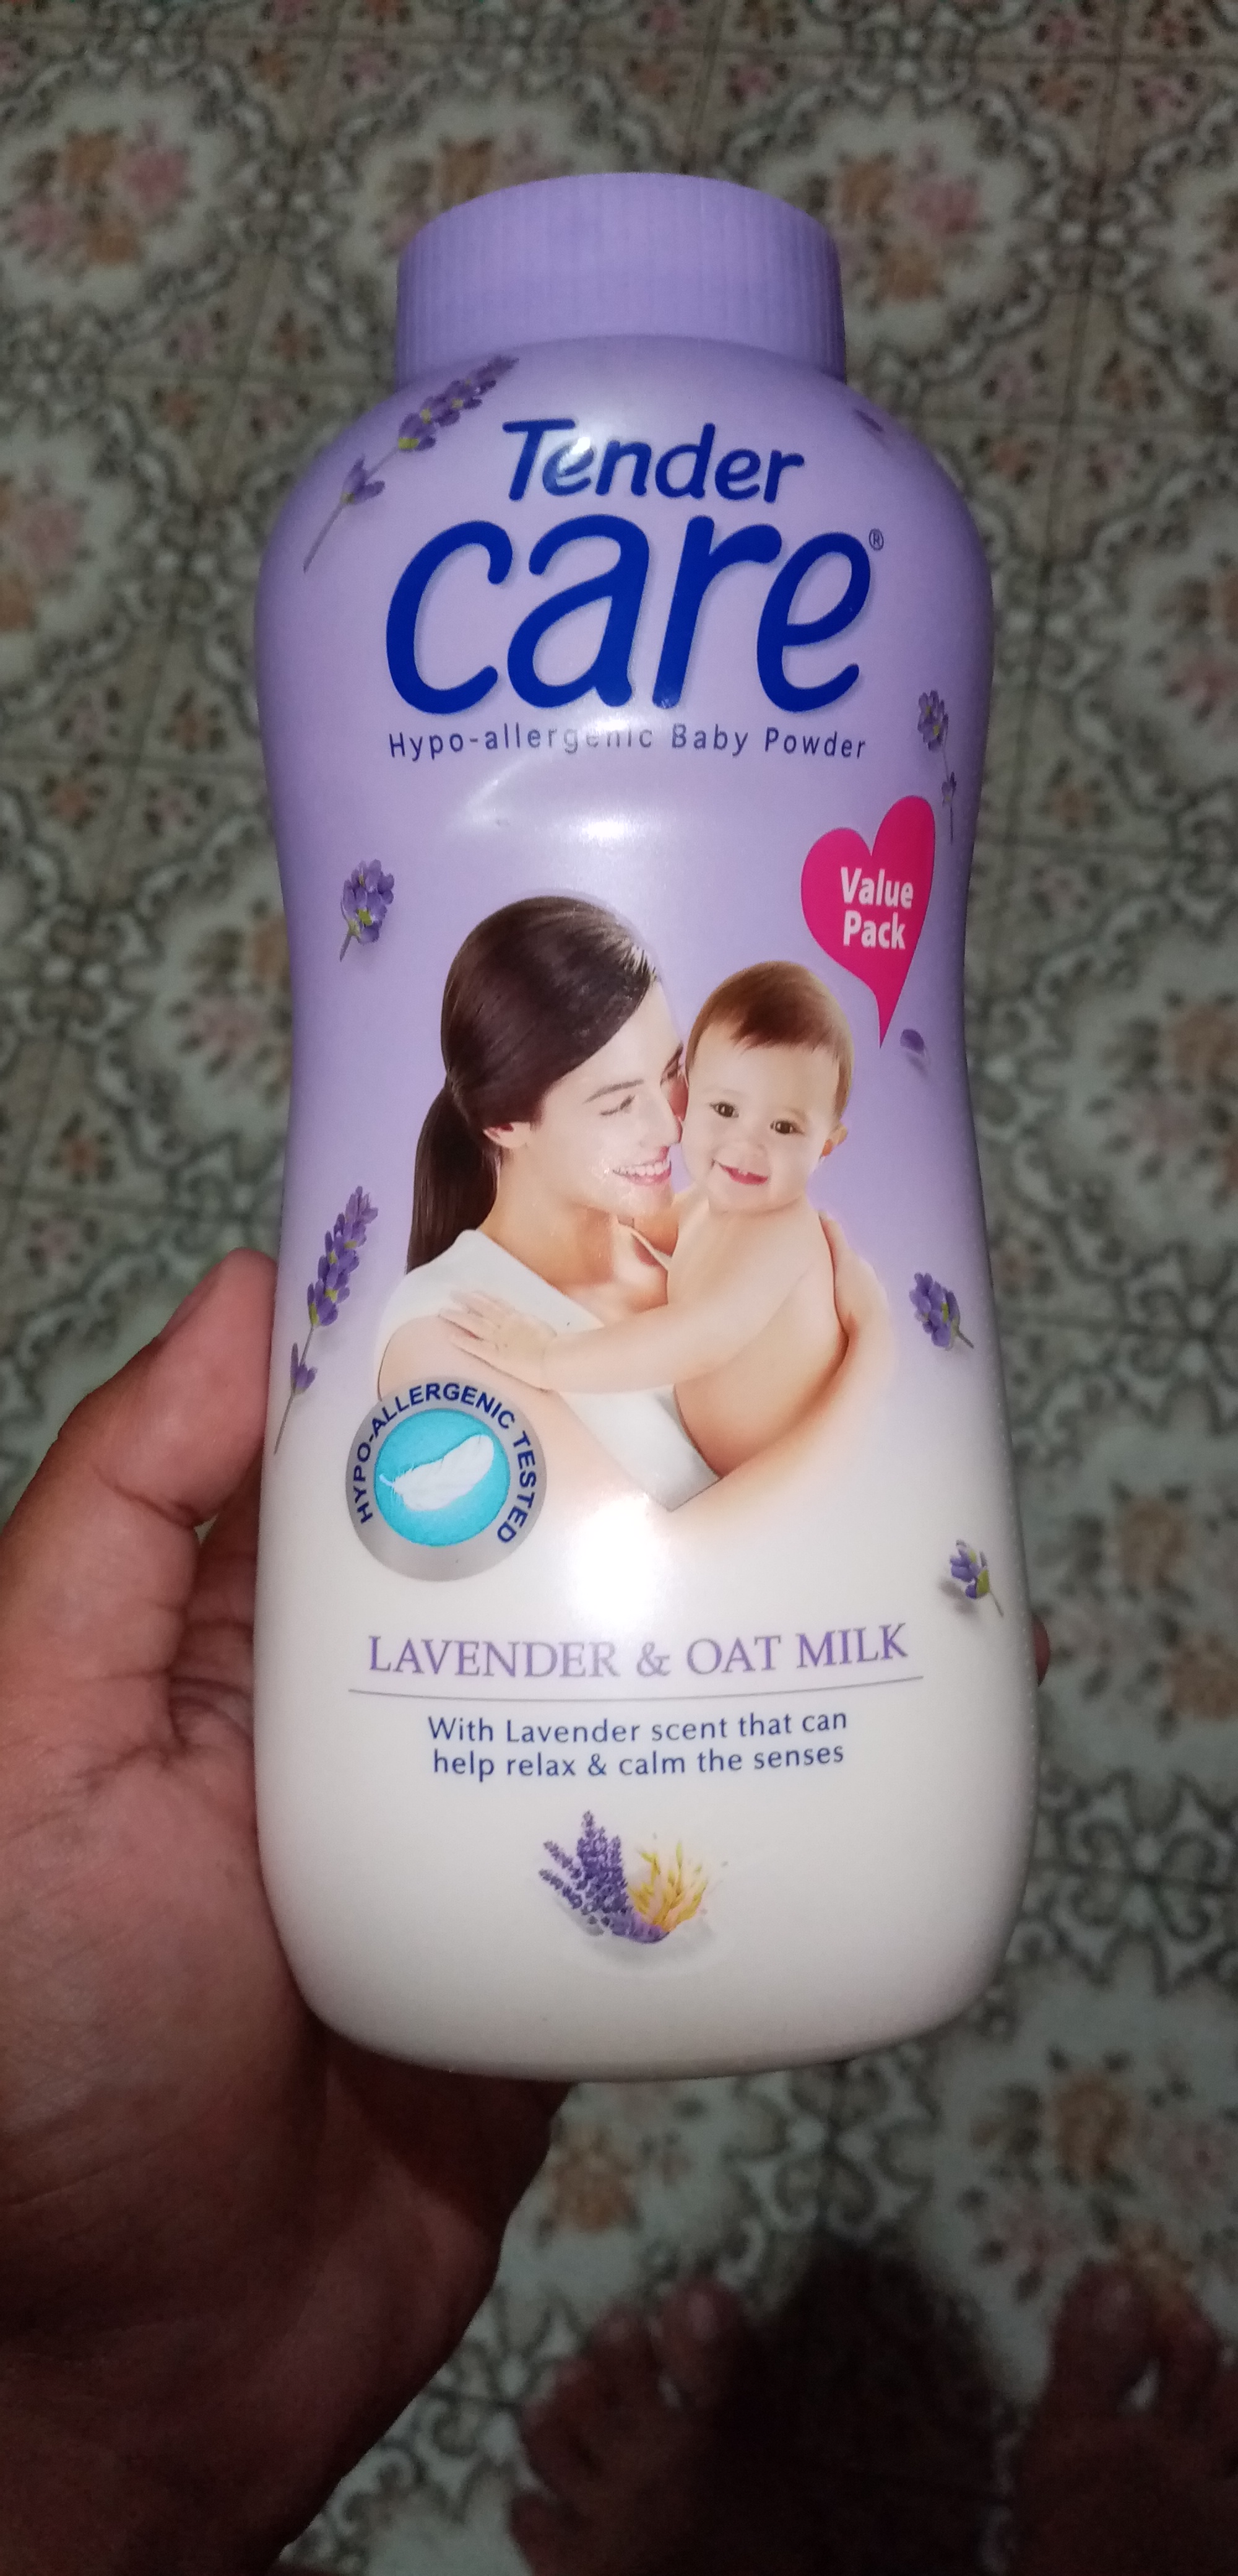 Tender
care®
Hypo-allergenic Baby Powder
Value
Pack
HYPO-ALLERGENIC TESTED
LAVENDER & OAT MILK
With Lavender scent that can
help relax & calm the senses